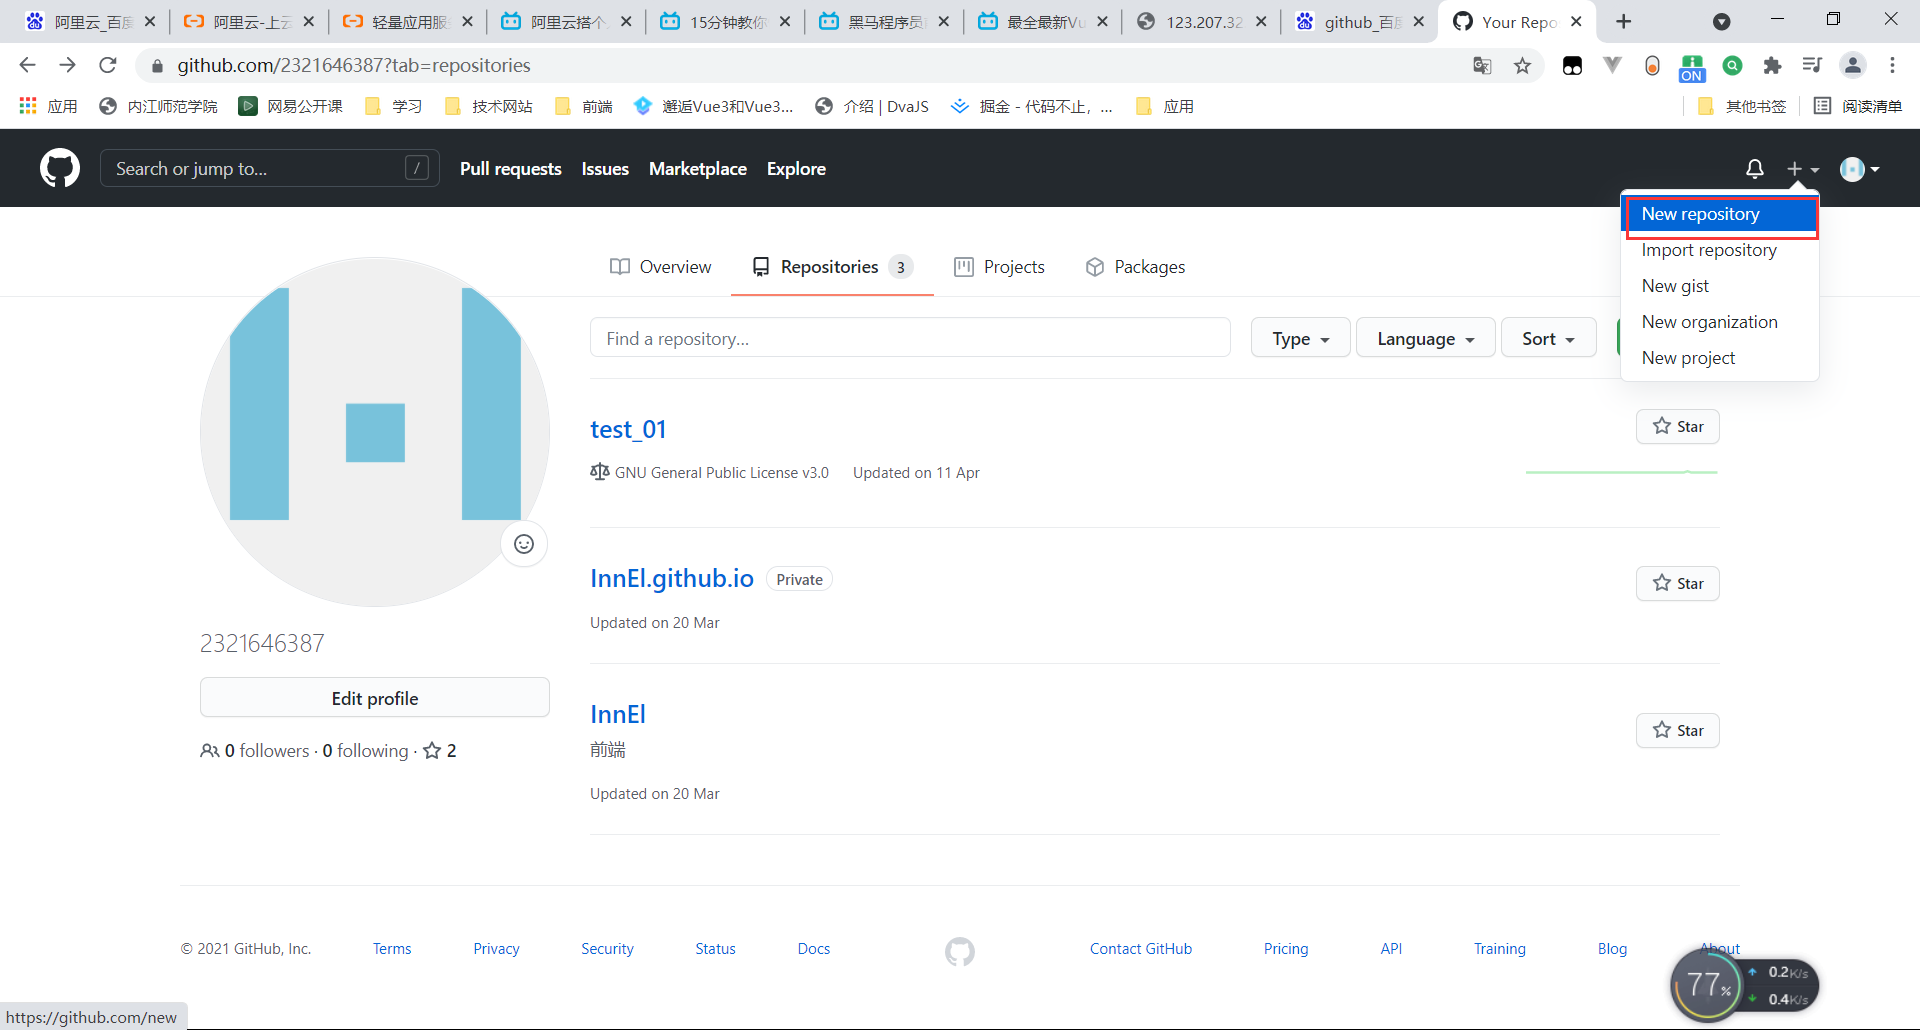 阿里云_百度
阿里云-上云
轻量应用服
阿里云搭个
15分钟教你
黑马程序员
最全最新Vu
123.207.32
github_百度
Your Repo
github.com/2321646387?tab=repositories
ON
应用
内江师范学院
网易公开课
学习
技术网站
前端
邂逅Vue3和Vue3...
介绍 | DvaJS
掘金 - 代码不止，...
应用
其他书签
阅读清单
Search or jump to...
/
Pull requests
Issues
Marketplace
Explore
New repository
Import repository
New gist
New organization
New project
Overview
Repositories 3
Projects
Packages
Find a repository...
Type
Language
Sort
test_01
Star
GNU General Public License v3.0
Updated on 11 Apr
InnEl.github.io
Private
Star
Updated on 20 Mar
2321646387
Edit profile
0 followers · 0 following · 2
InnEl
Star
前端
Updated on 20 Mar
© 2021 GitHub, Inc.
Terms
Privacy
Security
Status
Docs
Contact GitHub
Pricing
API
Training
Blog
About
77%
0.2K/s
0.4K/s
https://github.com/new